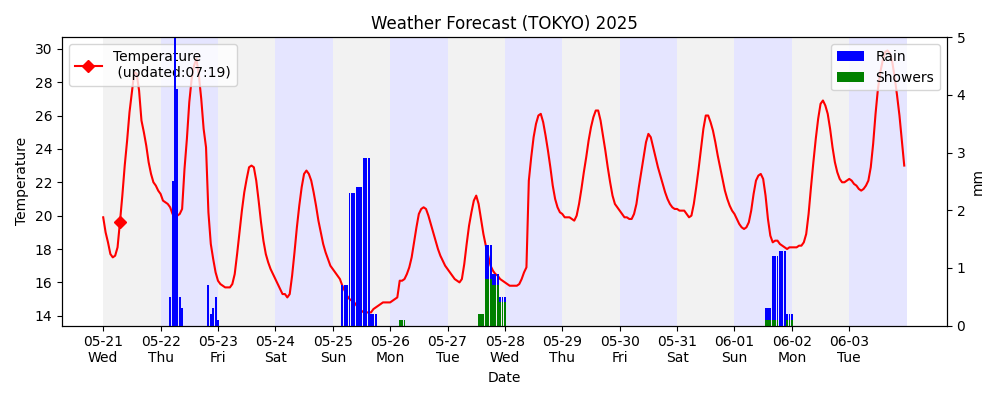 Weather Forecast (TOKYO) 2025
Temperature
(updated:07:19)
Rain
Showers
30
28
26
24
22
20
18
16
14
Temperature
5
4
3
2
1
0
mm
05-21 05-22 05-23 05-24 05-25 05-26 05-27 05-28 05-29 05-30 05-31 06-01 06-02 06-03
Wed Thu Fri Sat Sun Mon Tue Wed Thu Fri Sat Sun Mon Tue
Date